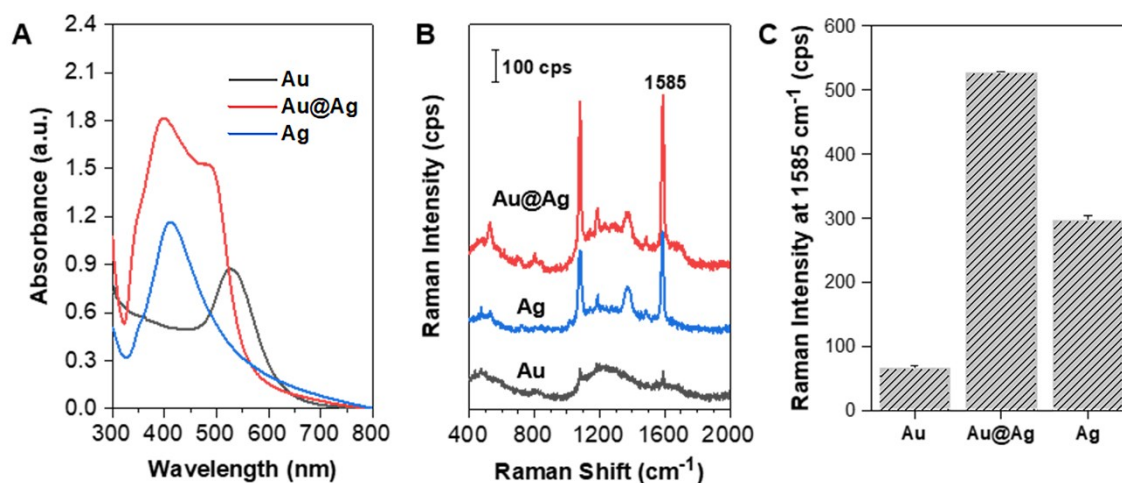 A
Absorbance (a.u.)
2.4
2.1
1.8
1.5
1.2
0.9
0.6
0.3
0.0
Au
Au@Ag
Ag
300 400 500 600 700 800
Wavelength (nm)
B
Raman Intensity (cps)
100 cps
1585
Au@Ag
Ag
Au
400 800 1200 1600 2000
Raman Shift (cm⁻¹)
C
Raman Intensity at 1585 cm⁻¹ (cps)
600
500
400
300
200
100
0
Au Au@Ag Ag